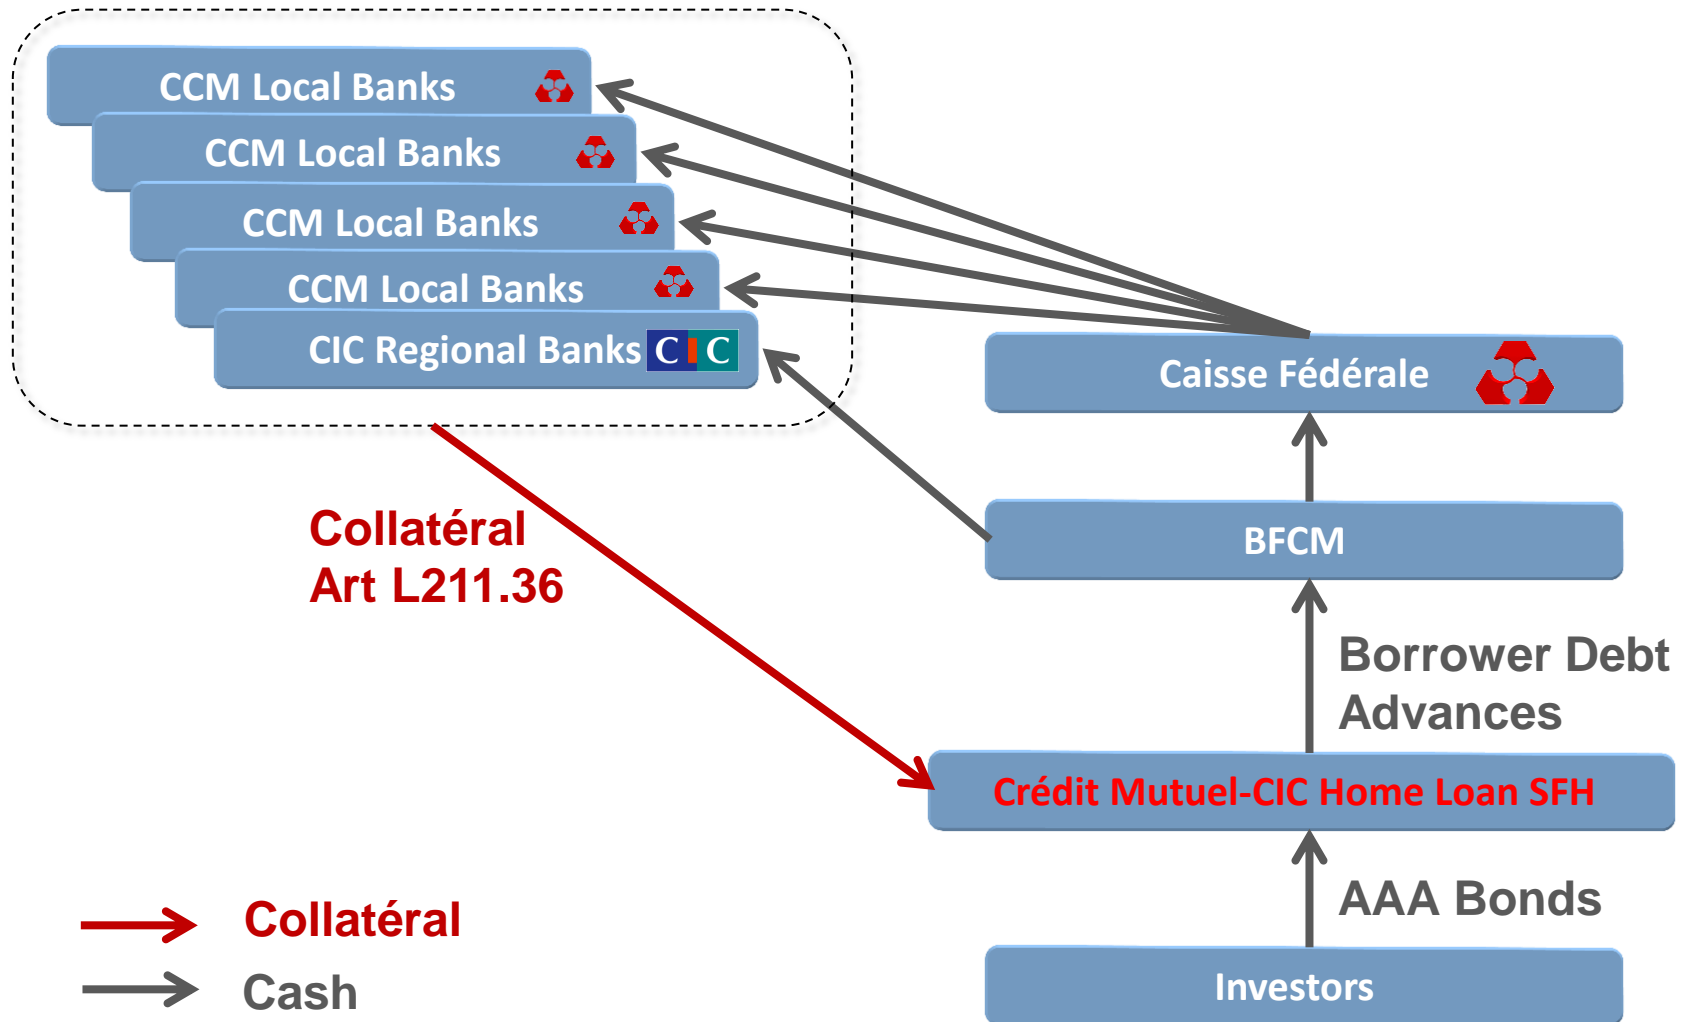 CCM Local Banks
CCM Local Banks
CCM Local Banks
CCM Local Banks
CIC Regional Banks CIC
Caisse Fédérale
Collatéral
Art L211.36
BFCM
Borrower Debt
Advances
Crédit Mutuel-CIC Home Loan SFH
AAA Bonds
Collatéral
Cash
Investors